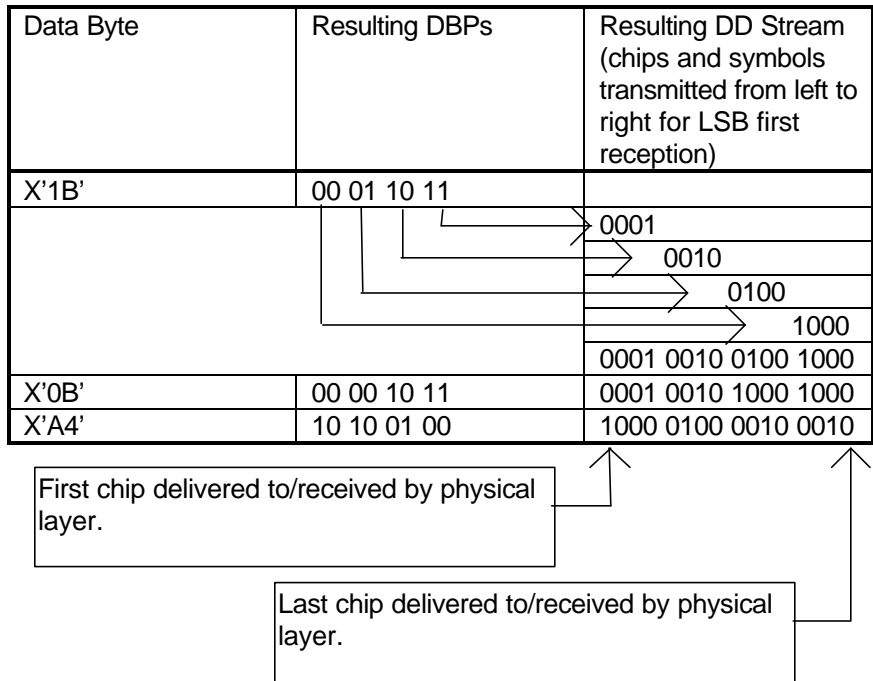 Data Byte
Resulting DBPs
Resulting DD Stream
(chips and symbols
transmitted from left to
right for LSB first
reception)
X'1B'
00 01 10 11
0001
0010
0100
1000
0001 0010 0100 1000
X'0B'
00 00 10 11
0001 0010 1000 1000
X'A4'
10 10 01 00
1000 0100 0010 0010
First chip delivered to/received by physical
layer.
Last chip delivered to/received by physical
layer.